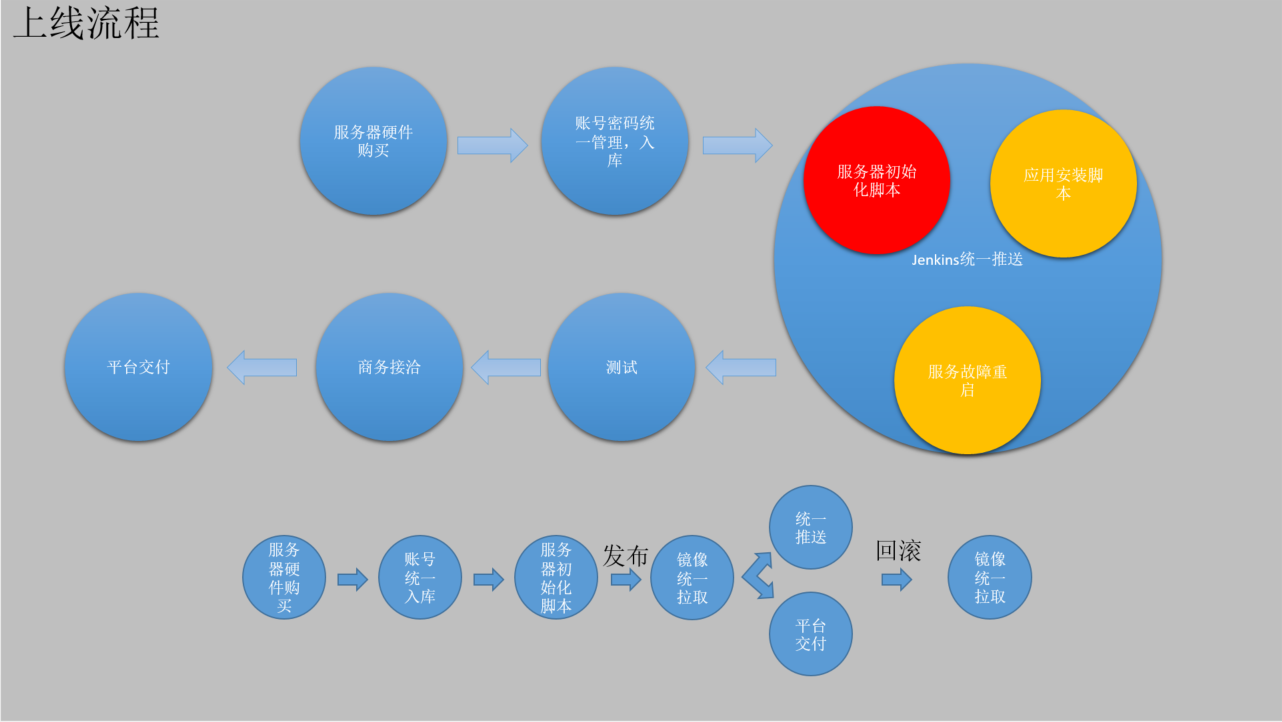 上线流程
服务器硬件
购买
账号密码统
一管理，入
库
服务器初始
化脚本
应用安装脚
本
Jenkins统一推送
服务故障重
启
测试
商务接洽
平台交付
服务
器硬
件购
买
账号
统一
入库
服务
器初
始化
脚本
发布
镜像
统一
拉取
统一
推送
平台
交付
回滚
镜像
统一
拉取